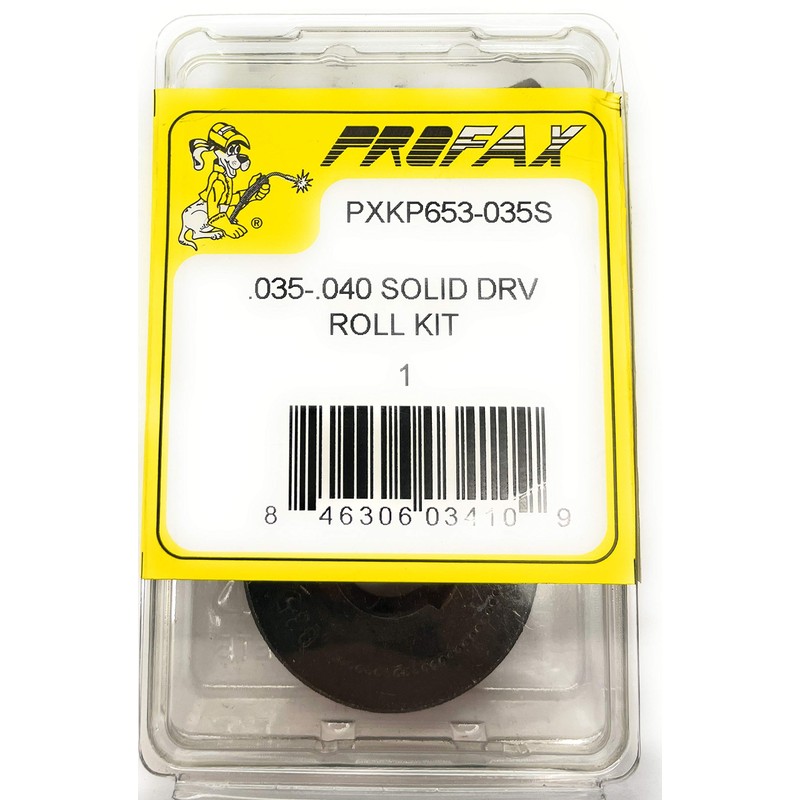 PROFAX
®
PXKP653-035S
.035-.040 SOLID DRV
ROLL KIT
1
8 46306 03410 9